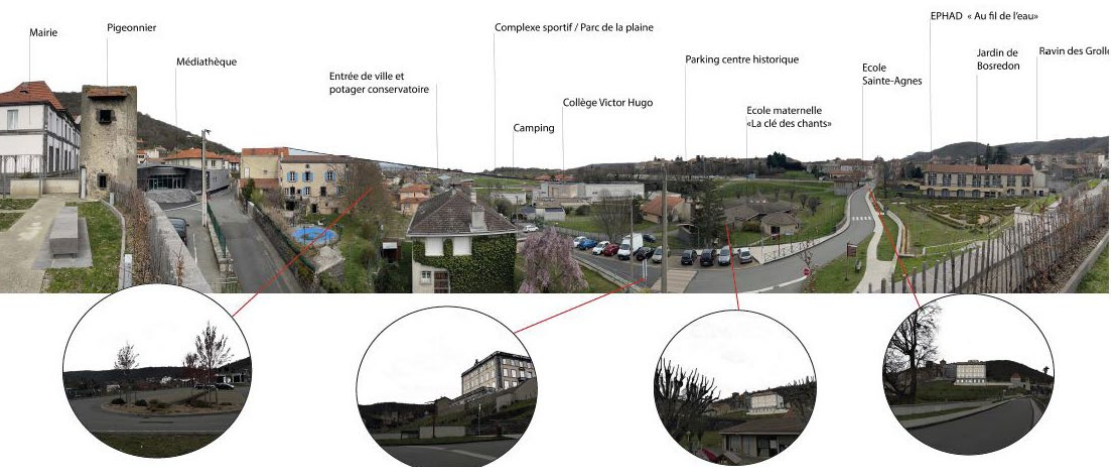 Mairie
Pigeonnier
Médiathèque
Entrée de ville et
potager conservatoire
Complexe sportif / Parc de la plaine
Camping
Collège Victor Hugo
Parking centre historique
Ecole maternelle
«La clé des chants»
Ecole
Sainte-Agnes
EPHAD « Au fil de l'eau»
Jardin de
Bosredon
Ravin des Grolle